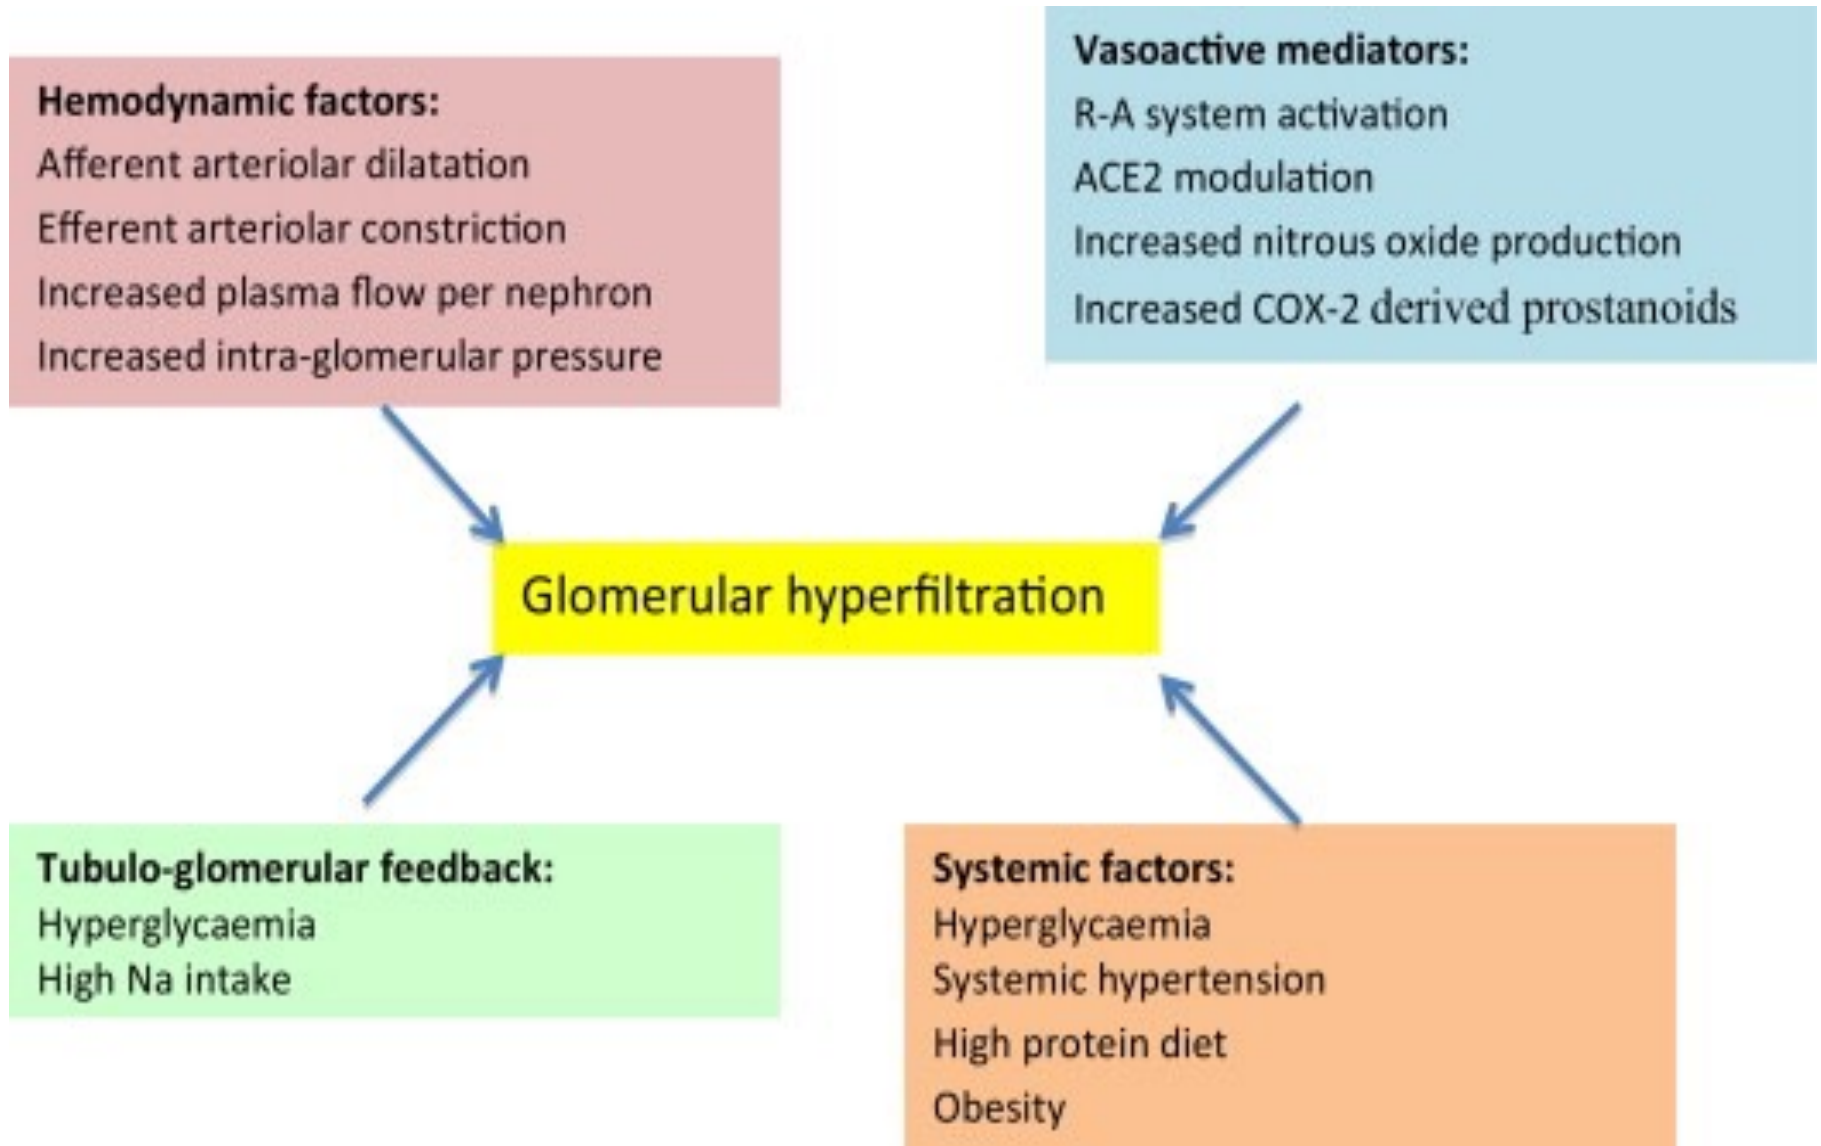 Hemodynamic factors:
Afferent arteriolar dilatation
Efferent arteriolar constriction
Increased plasma flow per nephron
Increased intra-glomerular pressure
Vasoactive mediators:
R-A system activation
ACE2 modulation
Increased nitrous oxide production
Increased COX-2 derived prostanoids
Glomerular hyperfiltration
Tubulo-glomerular feedback:
Hyperglycaemia
High Na intake
Systemic factors:
Hyperglycaemia
Systemic hypertension
High protein diet
Obesity